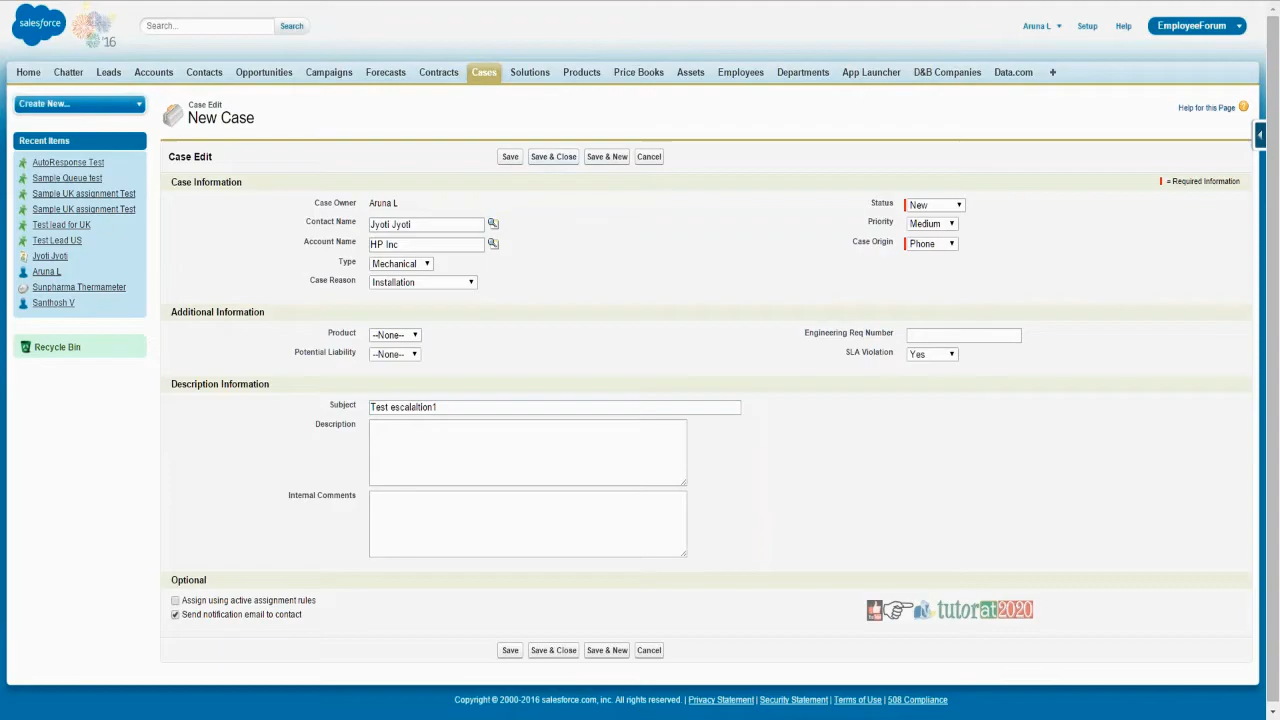 salesforce
'16
Search...
Search
Aruna L
Setup
Help
EmployeeForum
Home Chatter Leads Accounts Contacts Opportunities Campaigns Forecasts Contracts Cases Solutions Products Price Books Assets Employees Departments App Launcher D&B Companies Data.com +
Create New...
Recent Items
AutoResponse Test
Sample Queue test
Sample UK assignment Test
Sample UK assignment Test
Test lead for UK
Test Lead US
Jyoti Jyoti
Aruna L
Sunpharma Thermameter
Santhosh V
Recycle Bin
Case Edit
New Case
Help for this Page ?
Case Edit
Save Save & Close Save & New Cancel
Case Information
= Required Information
Case Owner Aruna L
Status New
Contact Name Jyoti Jyoti
Priority Medium
Account Name HP Inc
Case Origin Phone
Type Mechanical
Case Reason Installation
Additional Information
Product --None--
Engineering Req Number
Potential Liability --None--
SLA Violation Yes
Description Information
Subject Test escalaltion1
Description
Internal Comments
Optional
Assign using active assignment rules
Send notification email to contact
tutorat2020
Save Save & Close Save & New Cancel
Copyright © 2000-2016 salesforce.com, inc. All rights reserved. | Privacy Statement | Security Statement | Terms of Use | 508 Compliance